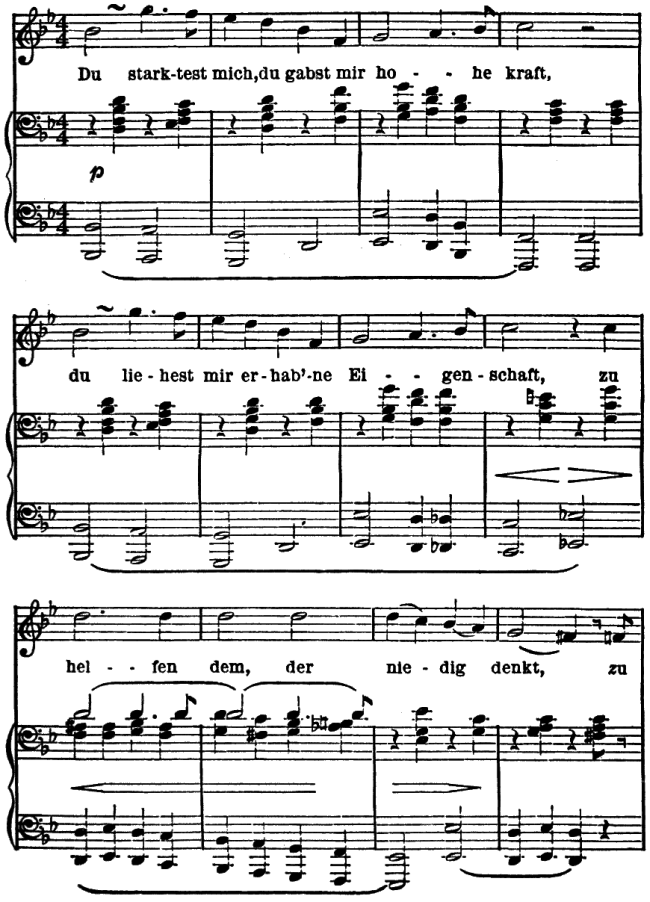 Du stark-test mich,du gabst mir ho - - he kraft,
p
du lie - hest mir er-hab'-ne Ei - - gen - schaft, zu
hel - - fen dem, der nie - dig denkt, zu